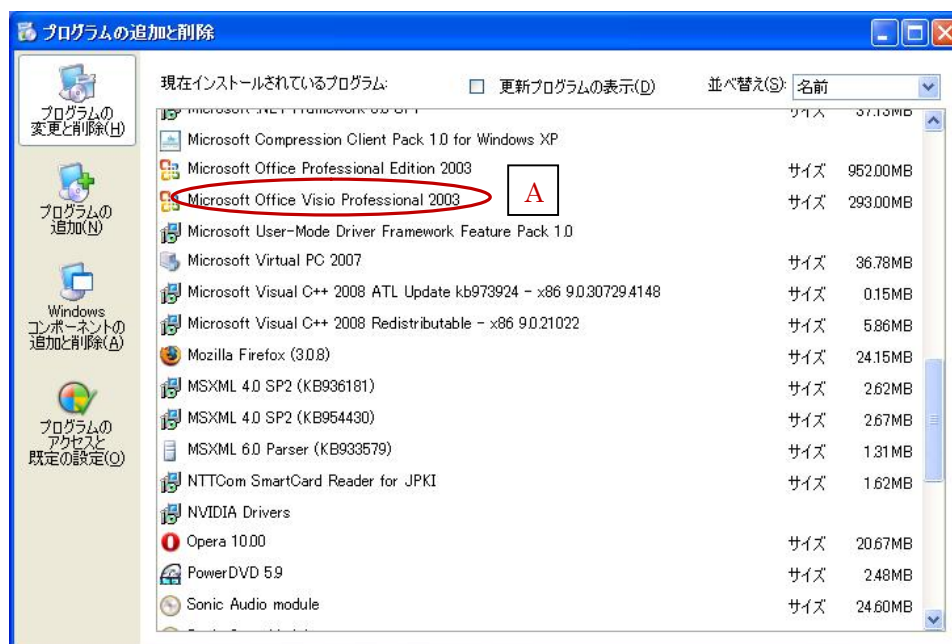 プログラムの追加と削除
プログラムの
変更と削除(H)
プログラムの
追加(N)
Windows
コンポーネントの
追加と削除(A)
プログラムの
アクセスと
既定の設定(O)
現在インストールされているプログラム:
更新プログラムの表示(D)
並べ替え(S): 名前
サイズ 37.13MB
Microsoft Compression Client Pack 1.0 for Windows XP
Microsoft Office Professional Edition 2003 サイズ 952.00MB
Microsoft Office Visio Professional 2003 A サイズ 293.00MB
Microsoft User-Mode Driver Framework Feature Pack 1.0
Microsoft Virtual PC 2007 サイズ 36.78MB
Microsoft Visual C++ 2008 ATL Update kb973924 - x86 9.0.30729.4148 サイズ 0.15MB
Microsoft Visual C++ 2008 Redistributable - x86 9.0.21022 サイズ 5.86MB
Mozilla Firefox (3.0.8) サイズ 24.15MB
MSXML 4.0 SP2 (KB936181) サイズ 2.62MB
MSXML 4.0 SP2 (KB954430) サイズ 2.67MB
MSXML 6.0 Parser (KB933579) サイズ 1.31MB
NTTCom SmartCard Reader for JPKI サイズ 1.62MB
NVIDIA Drivers
Opera 10.00 サイズ 20.67MB
PowerDVD 5.9 サイズ 2.48MB
Sonic Audio module サイズ 24.60MB